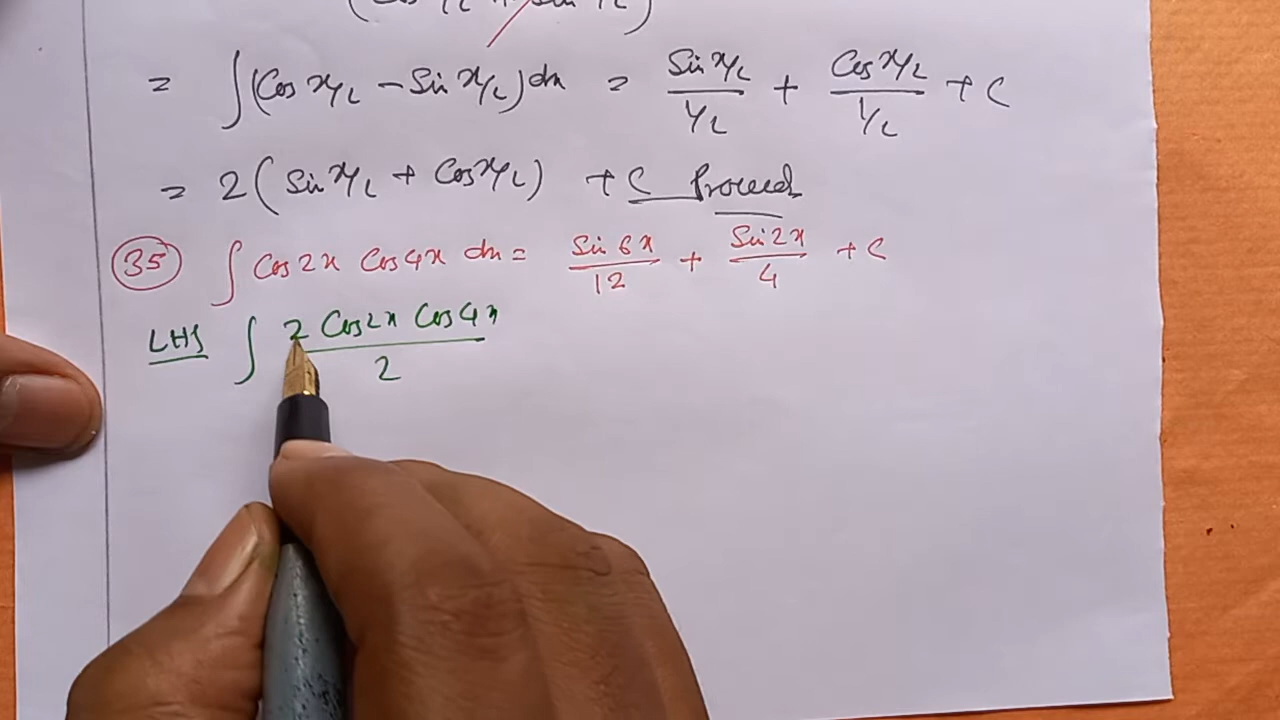 = ∫(Cos x/2 - Sin x/2) dx = Sin x/2 / 1/2 + Cos x/2 / 1/2 + C
= 2(Sin x/2 + Cos x/2) + C Proved
35 ∫ Cos 2x Cos 4x dx = Sin 6x / 12 + Sin 2x / 4 + C
LHS ∫ 2 Cos 2x Cos 4x / 2